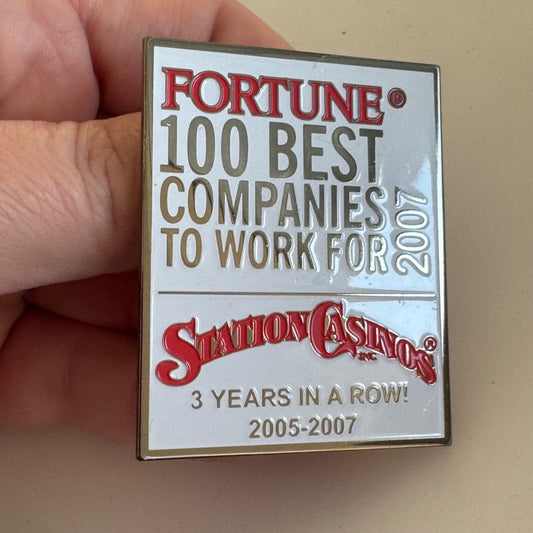 FORTUNE®
100 BEST
COMPANIES
TO WORK FOR
2007
STATION CASINOS®
INC.
3 YEARS IN A ROW!
2005-2007